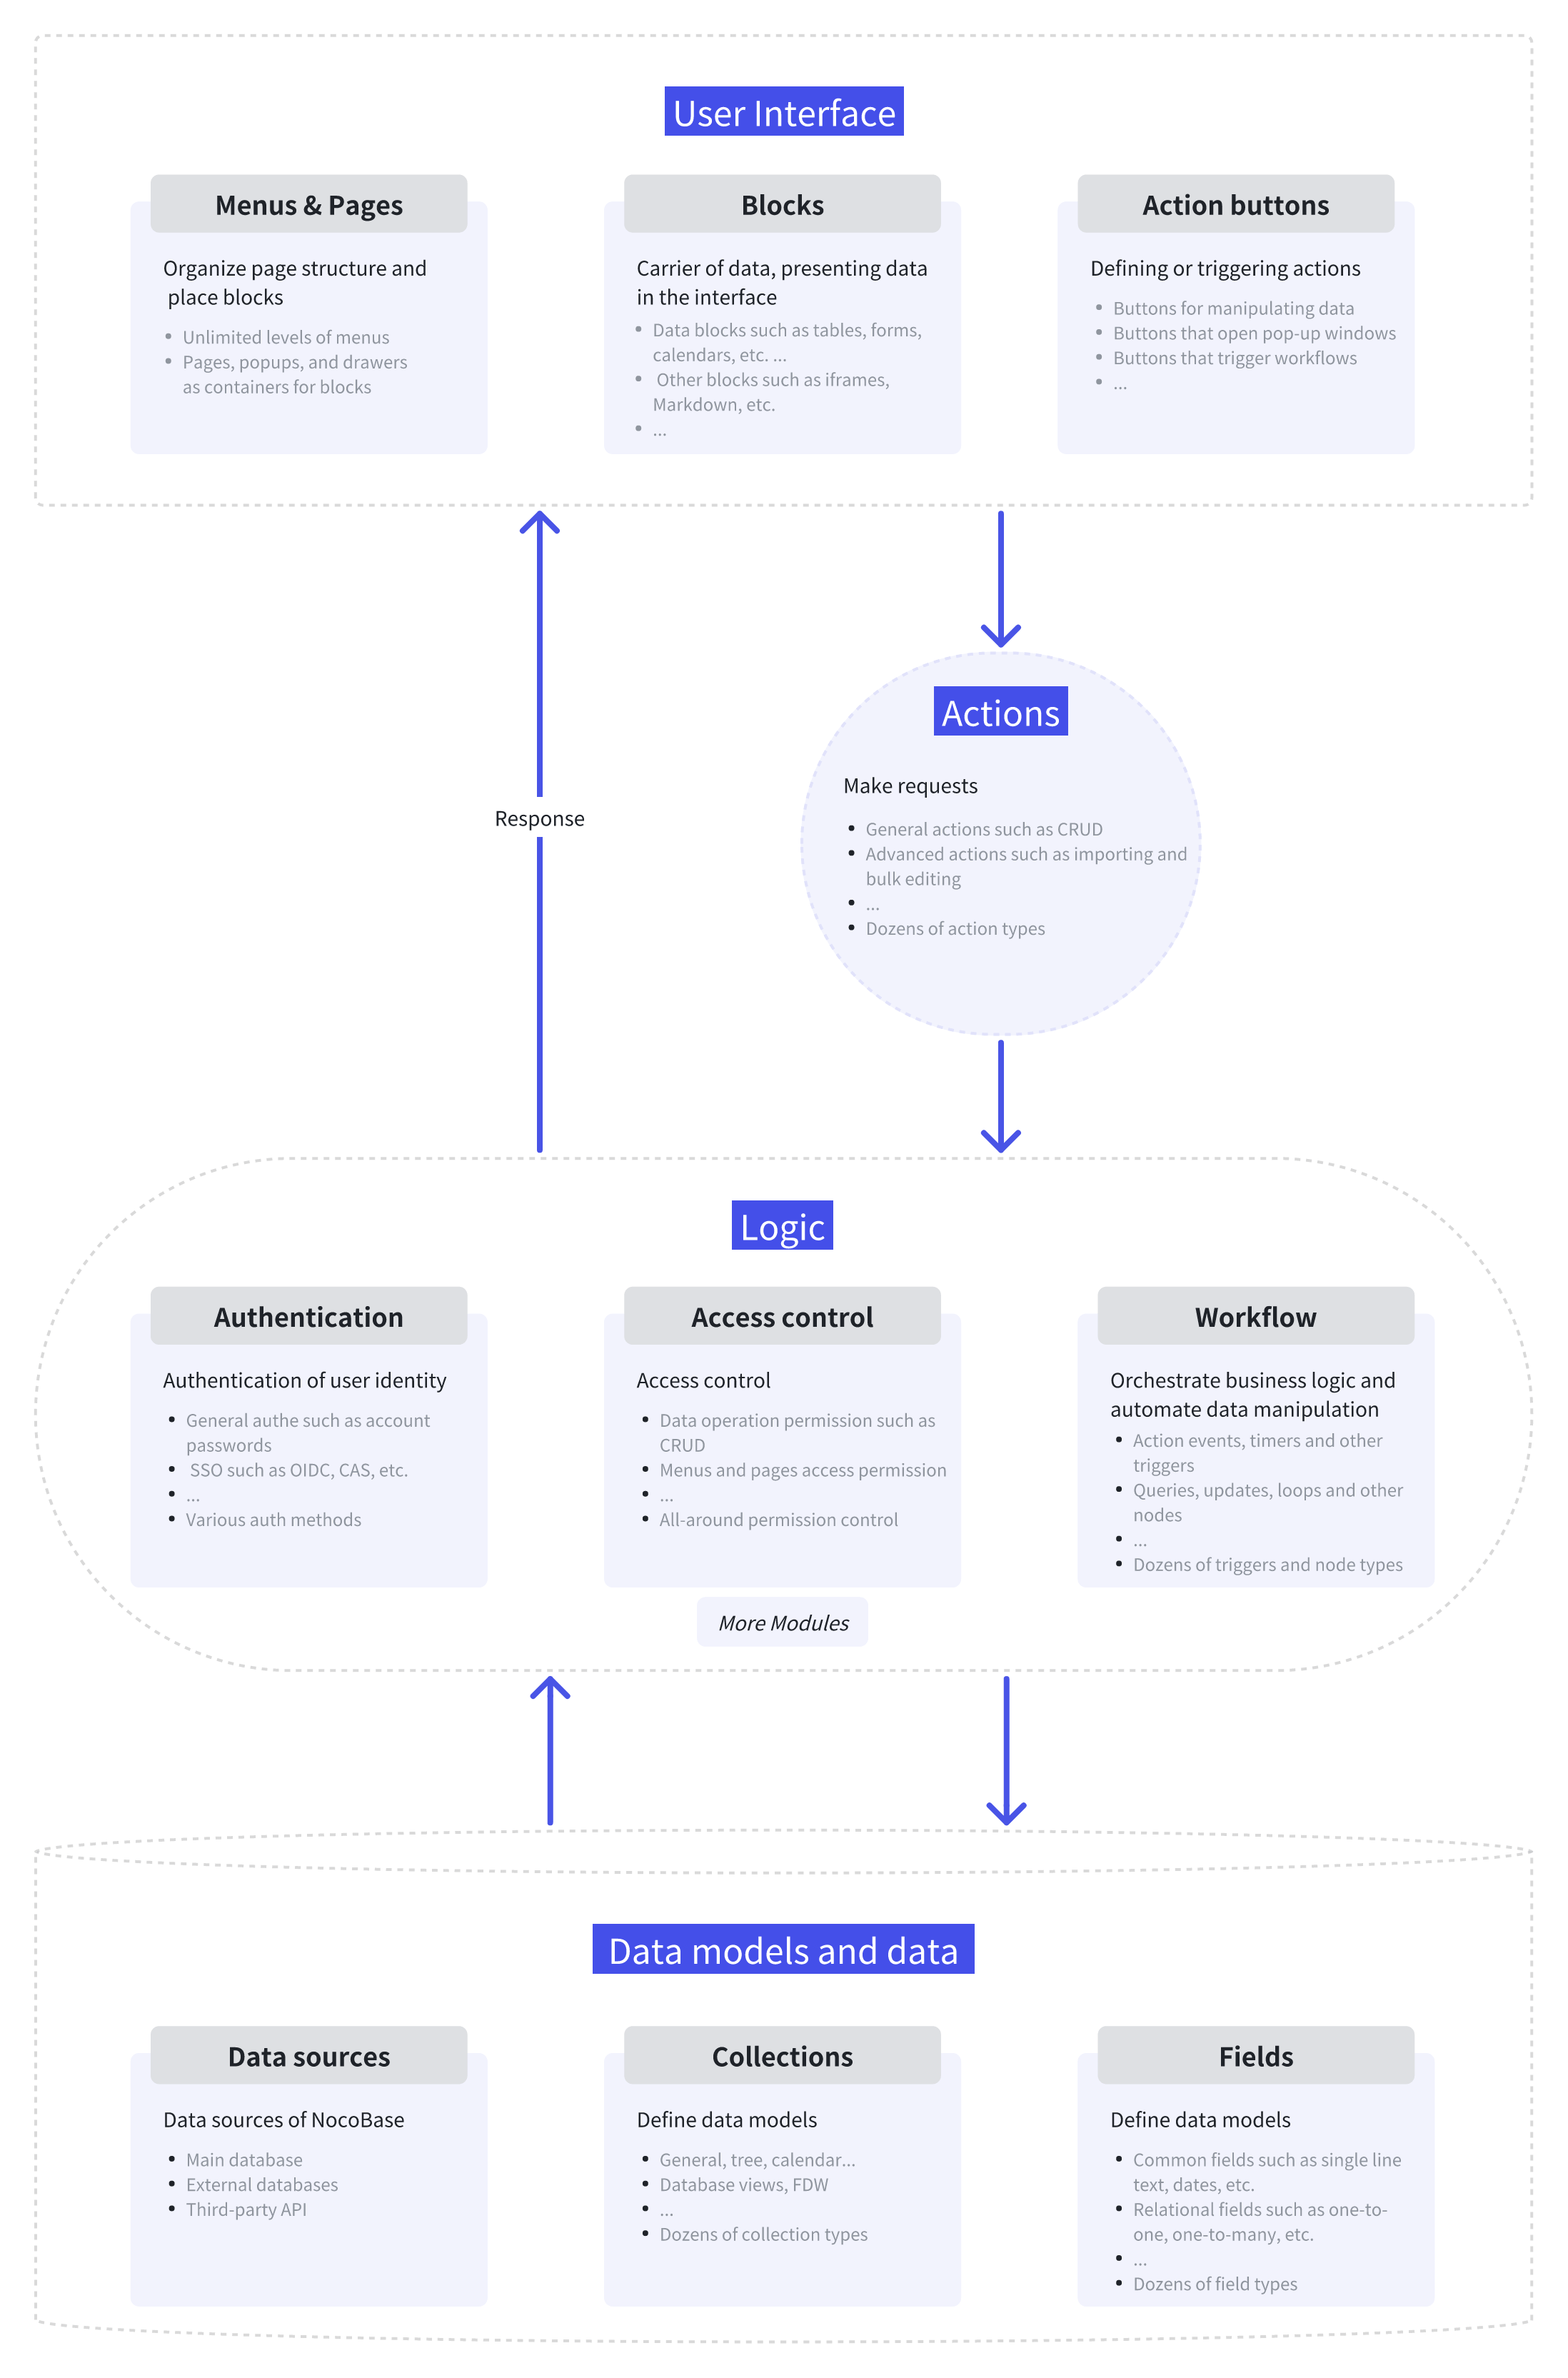 User Interface
Menus & Pages
Organize page structure and
place blocks
• Unlimited levels of menus
• Pages, popups, and drawers
as containers for blocks
Blocks
Carrier of data, presenting data
in the interface
• Data blocks such as tables, forms,
calendars, etc. ...
• Other blocks such as iframes,
Markdown, etc.
• ...
Action buttons
Defining or triggering actions
• Buttons for manipulating data
• Buttons that open pop-up windows
• Buttons that trigger workflows
• ...
Actions
Make requests
• General actions such as CRUD
• Advanced actions such as importing and
bulk editing
• ...
• Dozens of action types
Response
Logic
Authentication
Authentication of user identity
• General authe such as account
passwords
• SSO such as OIDC, CAS, etc.
• ...
• Various auth methods
Access control
Access control
• Data operation permission such as
CRUD
• Menus and pages access permission
• ...
• All-around permission control
Workflow
Orchestrate business logic and
automate data manipulation
• Action events, timers and other
triggers
• Queries, updates, loops and other
nodes
• ...
• Dozens of triggers and node types
More Modules
Data models and data
Data sources
Data sources of NocoBase
• Main database
• External databases
• Third-party API
Collections
Define data models
• General, tree, calendar...
• Database views, FDW
• ...
• Dozens of collection types
Fields
Define data models
• Common fields such as single line
text, dates, etc.
• Relational fields such as one-to-
one, one-to-many, etc.
• ...
• Dozens of field types